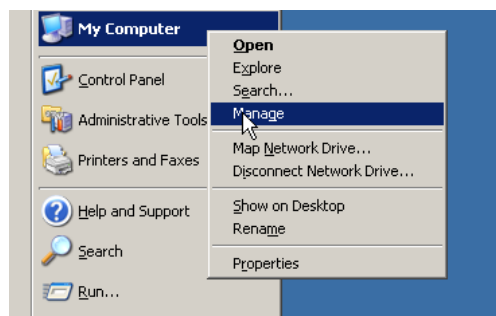 My Computer
Control Panel
Administrative Tools
Printers and Faxes
Help and Support
Search
Run...
Open
Explore
Search...
Manage
Map Network Drive...
Disconnect Network Drive...
Show on Desktop
Rename
Properties